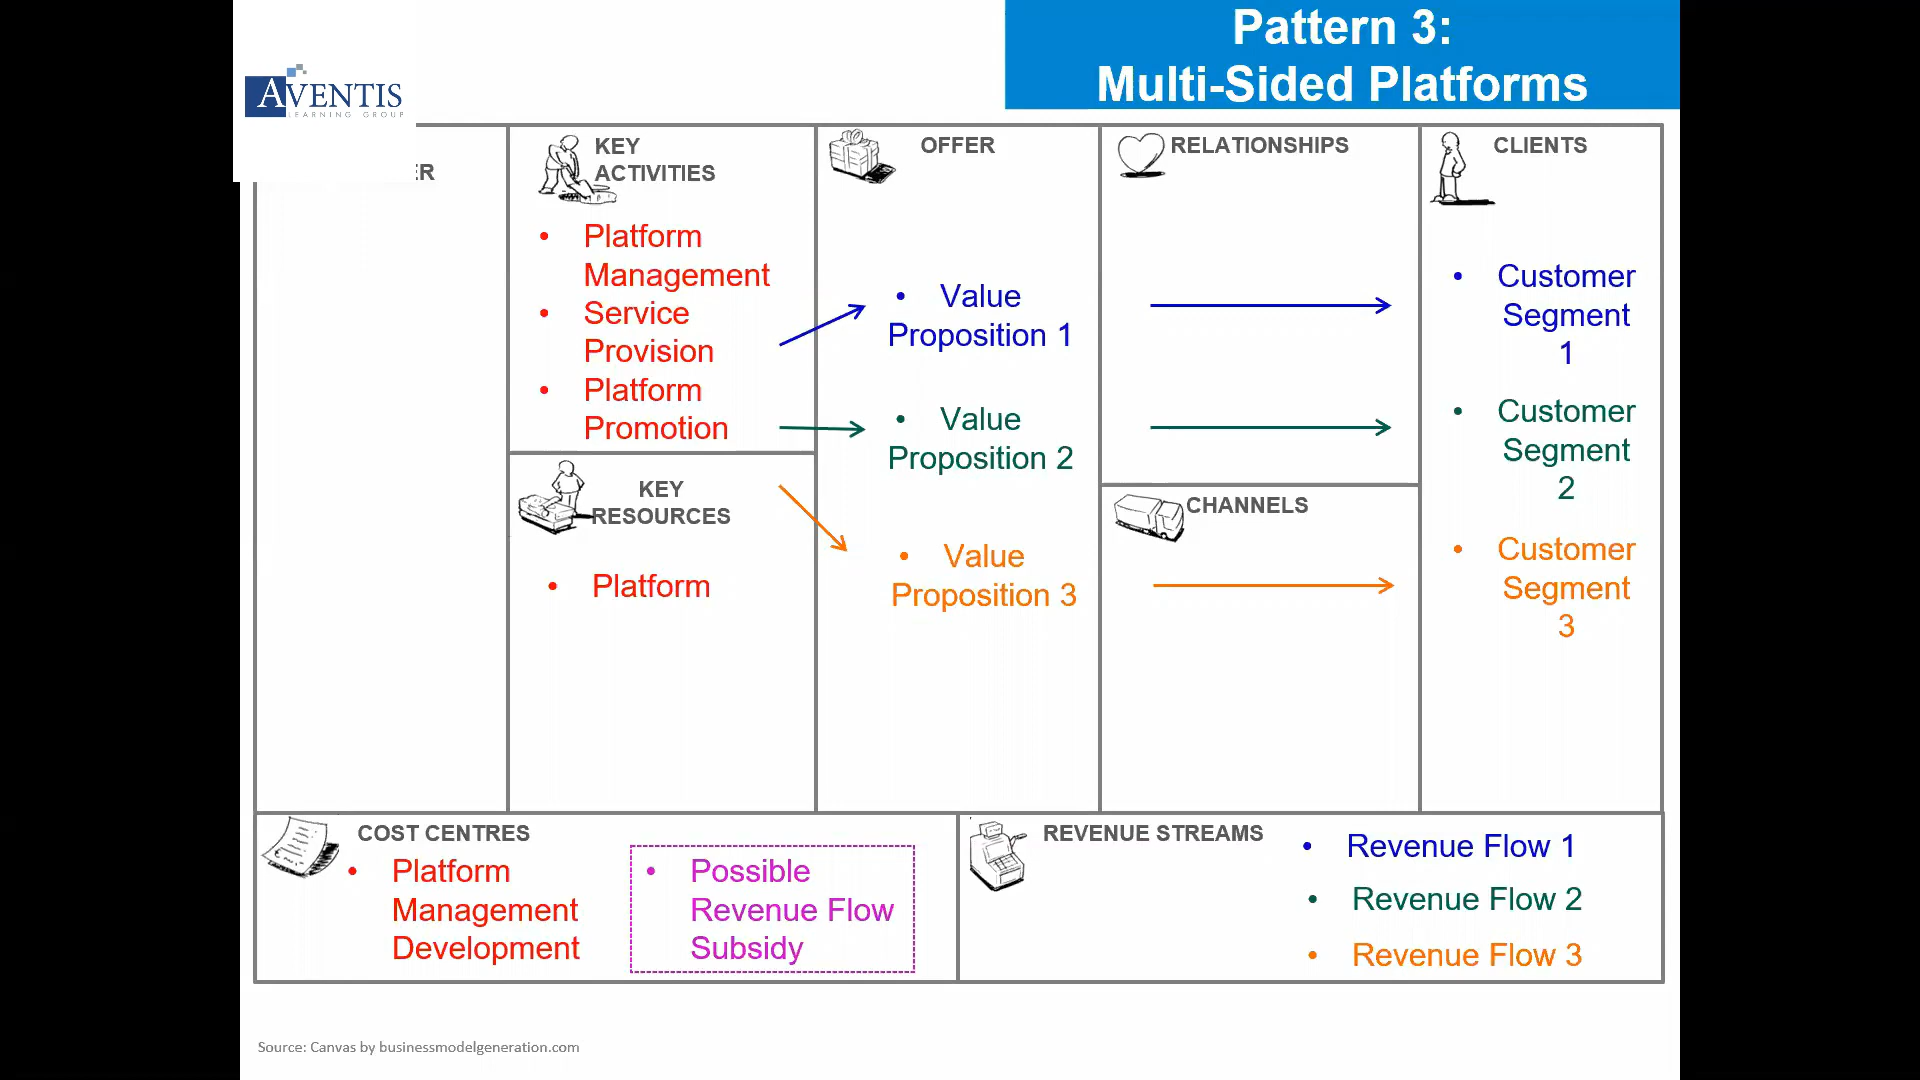 Pattern 3:
Multi-Sided Platforms
AVENTIS
LEARNING GROUP
ER
KEY
ACTIVITIES
• Platform
Management
• Service
Provision
• Platform
Promotion
KEY
RESOURCES
• Platform
OFFER
• Value
Proposition 1
• Value
Proposition 2
• Value
Proposition 3
RELATIONSHIPS
CHANNELS
CLIENTS
• Customer
Segment
1
• Customer
Segment
2
• Customer
Segment
3
COST CENTRES
• Platform
Management
Development
• Possible
Revenue Flow
Subsidy
REVENUE STREAMS
• Revenue Flow 1
• Revenue Flow 2
• Revenue Flow 3
Source: Canvas by businessmodelgeneration.com